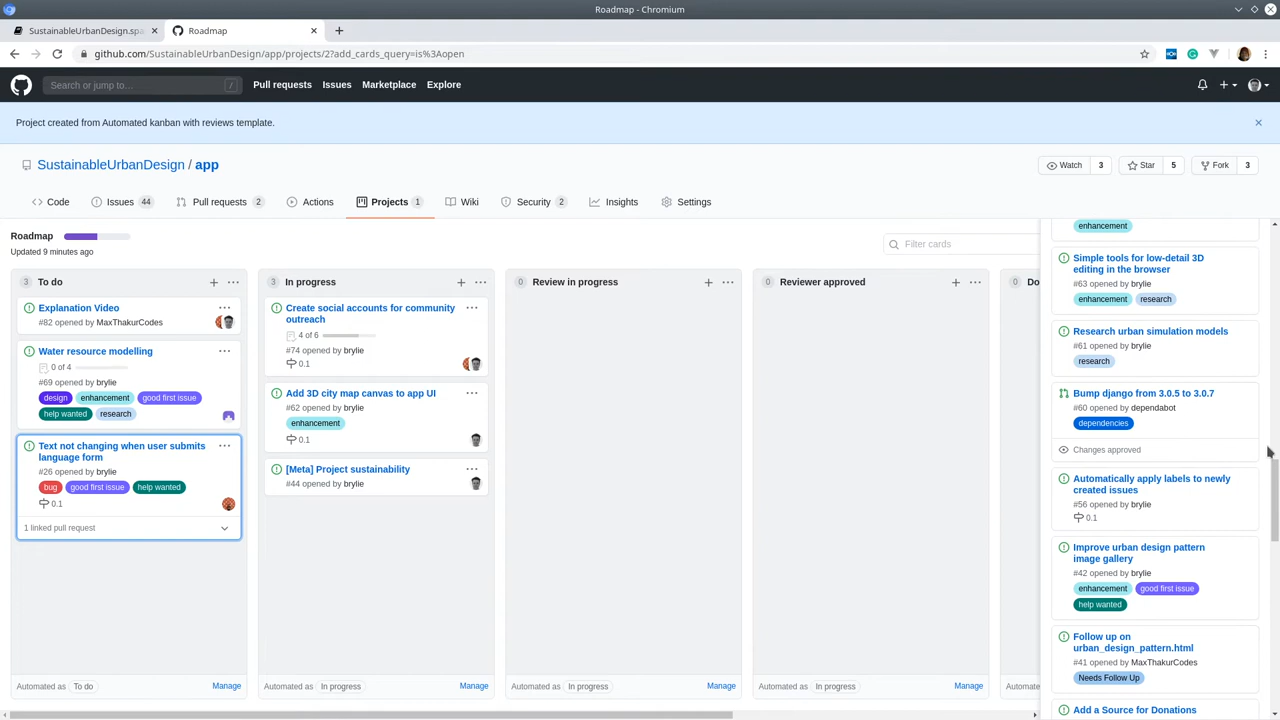 Roadmap - Chromium
SustainableUrbanDesign.spa
Roadmap
github.com/SustainableUrbanDesign/app/projects/2?add_cards_query=is%3Aopen
Search or jump to...
/
Pull requests
Issues
Marketplace
Explore
Project created from Automated kanban with reviews template.
SustainableUrbanDesign / app
Watch 3
Star 5
Fork 3
Code
Issues 44
Pull requests 2
Actions
Projects 1
Wiki
Security 2
Insights
Settings
Roadmap
Updated 9 minutes ago
Filter cards
3 To do
Explanation Video
#82 opened by MaxThakurCodes
Water resource modelling
0 of 4
#69 opened by brylie
design enhancement good first issue
help wanted research
Text not changing when user submits
language form
#26 opened by brylie
bug good first issue help wanted
0.1
1 linked pull request
Automated as To do Manage
3 In progress
Create social accounts for community
outreach
4 of 6
#74 opened by brylie
0.1
Add 3D city map canvas to app UI
#62 opened by brylie
enhancement
0.1
[Meta] Project sustainability
#44 opened by brylie
Automated as In progress Manage
0 Review in progress
Automated as In progress Manage
0 Reviewer approved
Automated as In progress Manage
0 Do
Automate
enhancement
Simple tools for low-detail 3D
editing in the browser
#63 opened by brylie
enhancement research
Research urban simulation models
#61 opened by brylie
research
Bump django from 3.0.5 to 3.0.7
#60 opened by dependabot
dependencies
Changes approved
Automatically apply labels to newly
created issues
#56 opened by brylie
0.1
Improve urban design pattern
image gallery
#42 opened by brylie
enhancement good first issue
help wanted
Follow up on
urban_design_pattern.html
#41 opened by MaxThakurCodes
Needs Follow Up
Add a Source for Donations